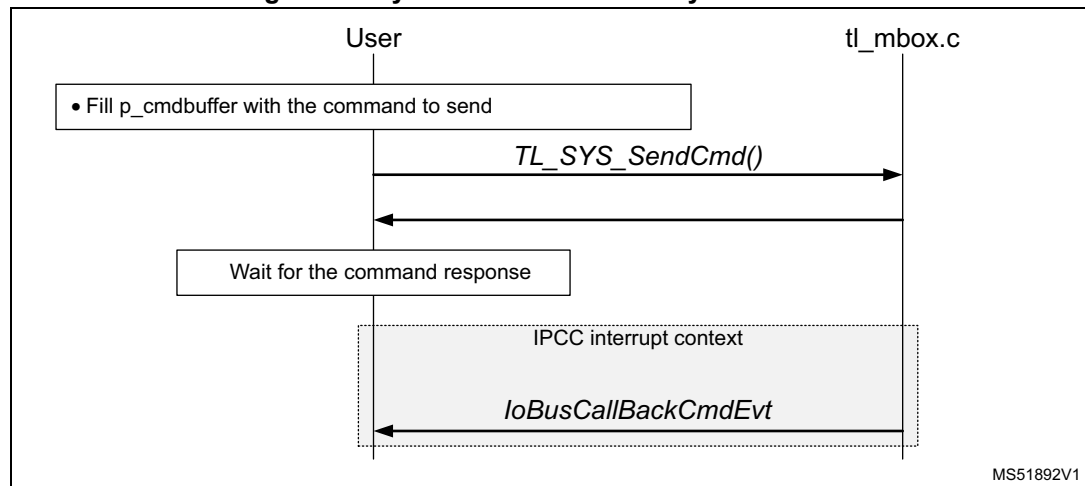 User
tl_mbox.c
• Fill p_cmdbuffer with the command to send
TL_SYS_SendCmd()
Wait for the command response
IPCC interrupt context
IoBusCallBackCmdEvt
MS51892V1